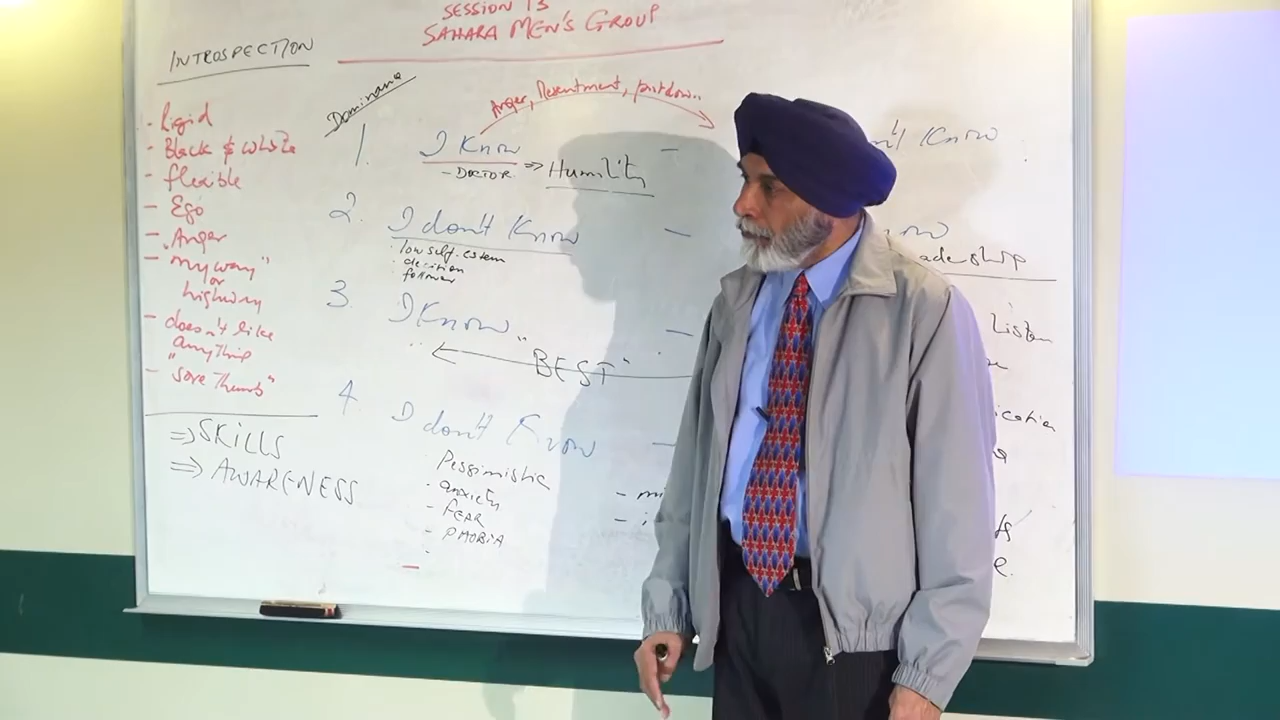 SESSION 13
SAHARA MEN'S GROUP
INTROSPECTION
- Rigid
- Black & white
- flexible
- Ego
- Anger
- "My way"
or
highway
- doesn't like
anything
- "Sore Thumb"
⇒ SKILLS
⇒ AWARENESS
Dominance
Anger, Resentment, putdown..
1. I Know -
- DOCTOR ⇒ Humility
2. I don't Know -
low self-esteem
decision
follower
3. I Know -
"BEST"
4. I don't Know -
Pessimistic
- anxiety
- FEAR
- PHOBIA
Know
Listen